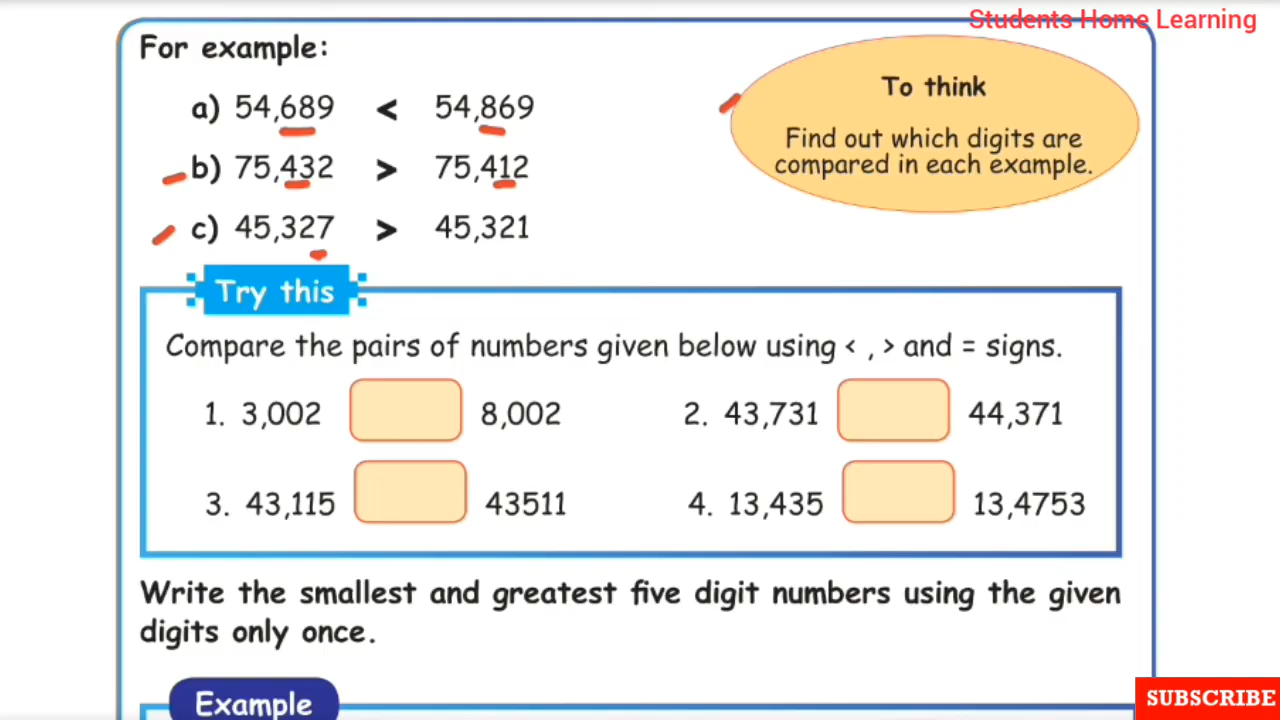 Students Home Learning
For example:
a) 54,689 < 54,869
b) 75,432 > 75,412
c) 45,327 > 45,321
To think
Find out which digits are
compared in each example.
Try this
Compare the pairs of numbers given below using < , > and = signs.
1. 3,002 8,002 2. 43,731 44,371
3. 43,115 43511 4. 13,435 13,4753
Write the smallest and greatest five digit numbers using the given
digits only once.
Example
SUBSCRIBE